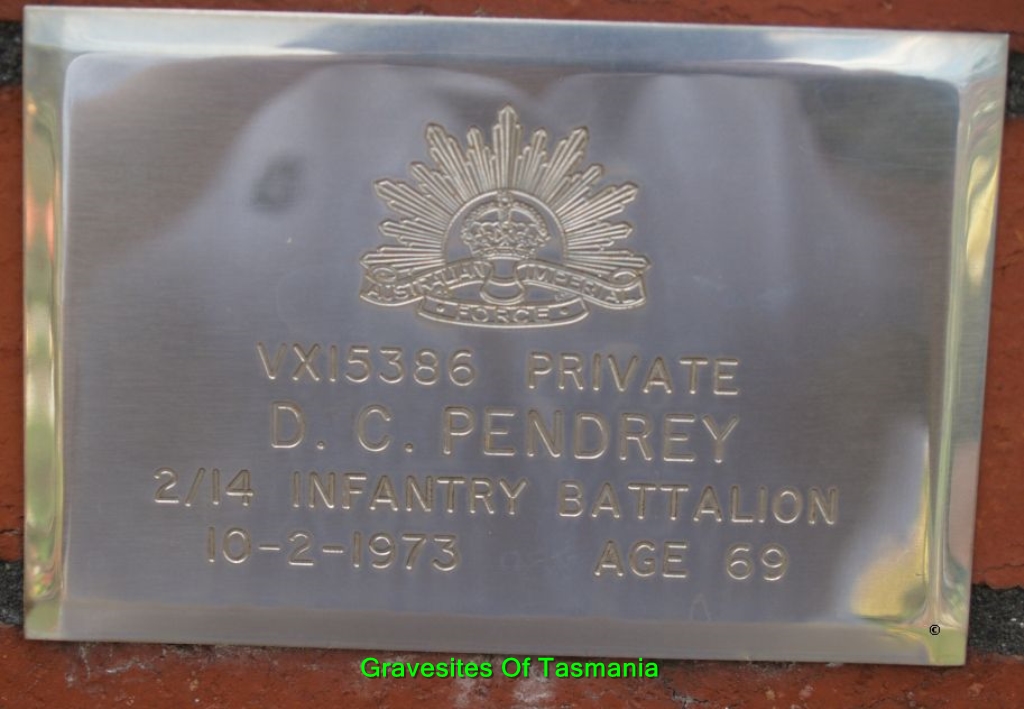 AUSTRALIAN IMPERIAL
FORCE
VX15386 PRIVATE
D. C. PENDREY
2/14 INFANTRY BATTALION
10-2-1973 AGE 69
©
Gravesites Of Tasmania